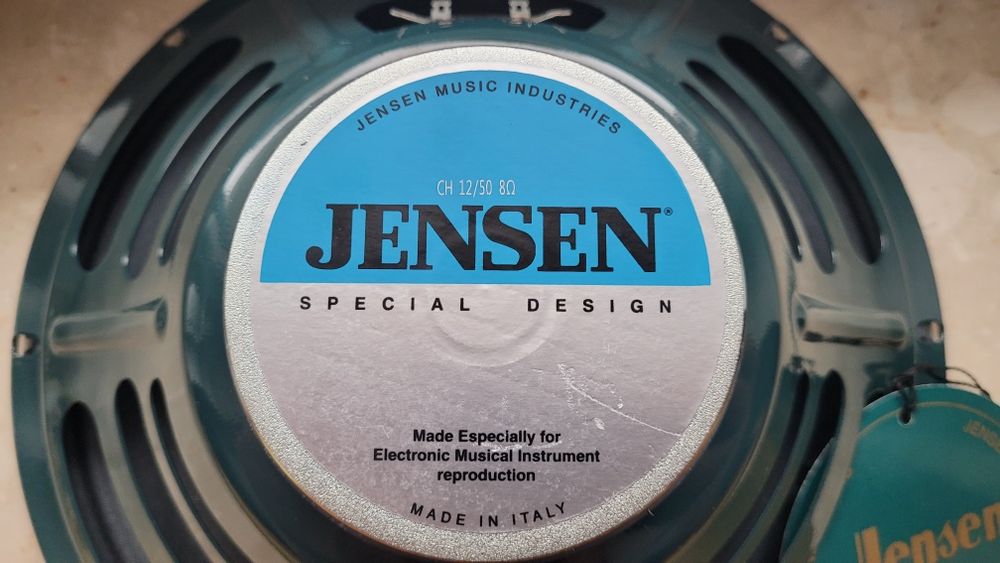 JENSEN MUSIC INDUSTRIES
CH 12/50 8Ω
JENSEN®
SPECIAL DESIGN
Made Especially for
Electronic Musical Instrument
reproduction
MADE IN ITALY
Jensen